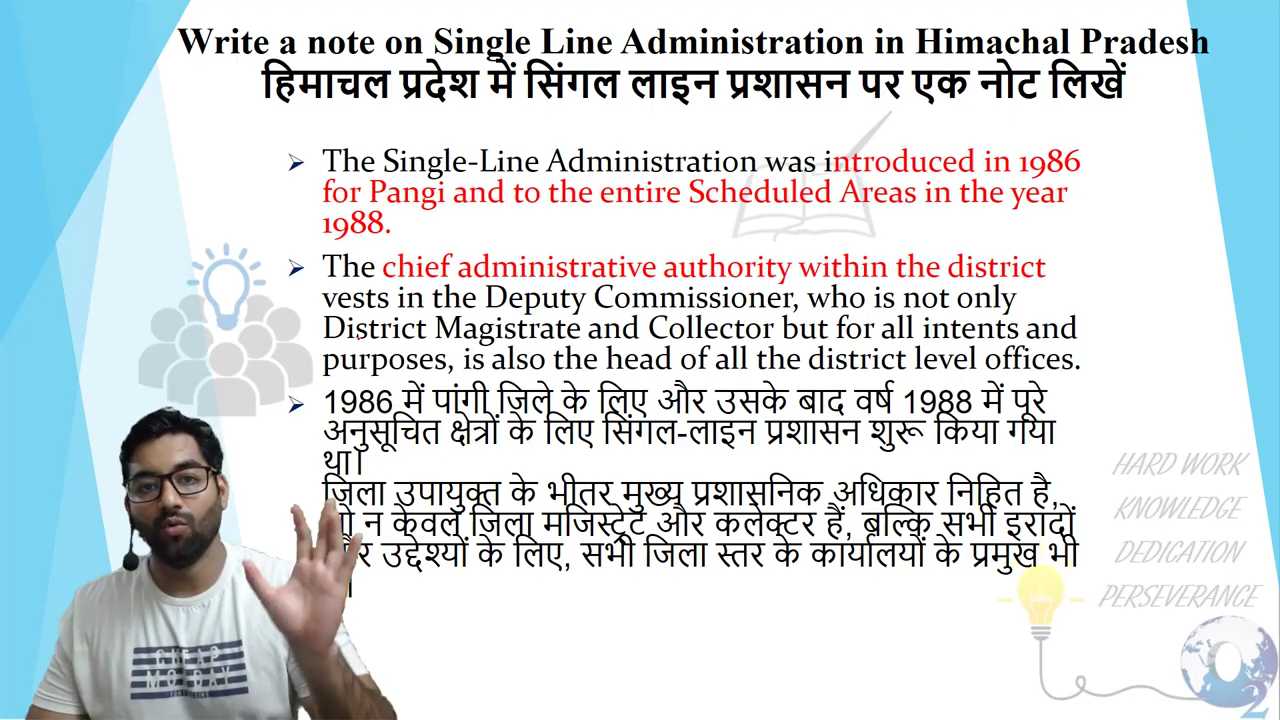 Write a note on Single Line Administration in Himachal Pradesh
हिमाचल प्रदेश में सिंगल लाइन प्रशासन पर एक नोट लिखें
The Single-Line Administration was introduced in 1986
for Pangi and to the entire Scheduled Areas in the year
1988.
The chief administrative authority within the district
vests in the Deputy Commissioner, who is not only
District Magistrate and Collector but for all intents and
purposes, is also the head of all the district level offices.
1986 में पांगी जिले के लिए और उसके बाद वर्ष 1988 में पूरे
अनुसूचित क्षेत्रों के लिए सिंगल-लाइन प्रशासन शुरू किया गया
था।
जिला उपायुक्त के भीतर मुख्य प्रशासनिक अधिकार निहित है,
न केवल जिला मजिस्ट्रेट और कलेक्टर हैं, बल्कि सभी इरादों
उद्देश्यों के लिए, सभी जिला स्तर के कार्यालयों के प्रमुख भी
HARD WORK
KNOWLEDGE
DEDICATION
PERSEVERANCE
O2